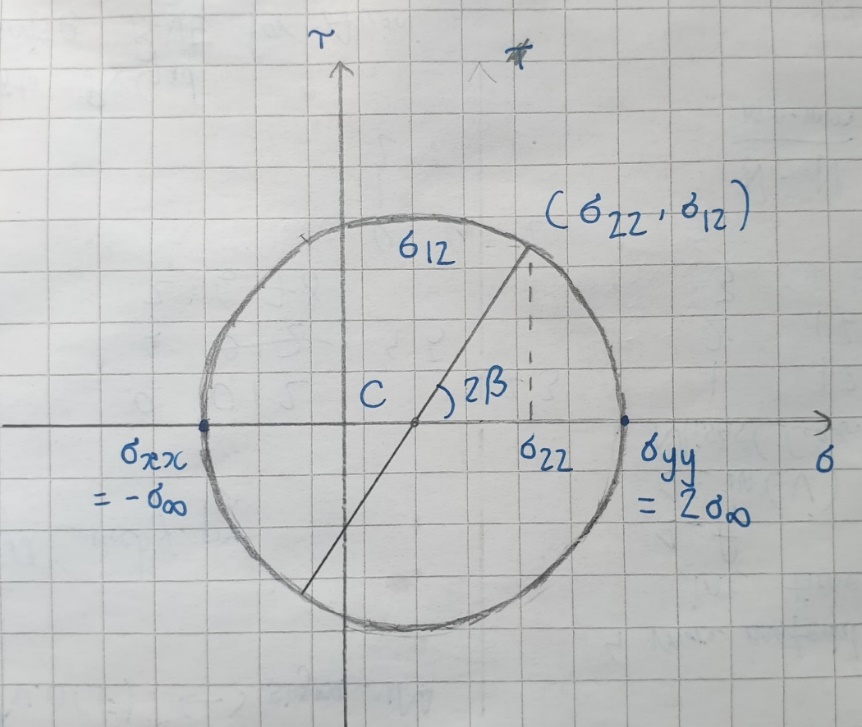 τ
(σ22, σ12)
σ12
C
2β
σxx
= -σ∞
σ22
σyy
= 2σ∞
σ